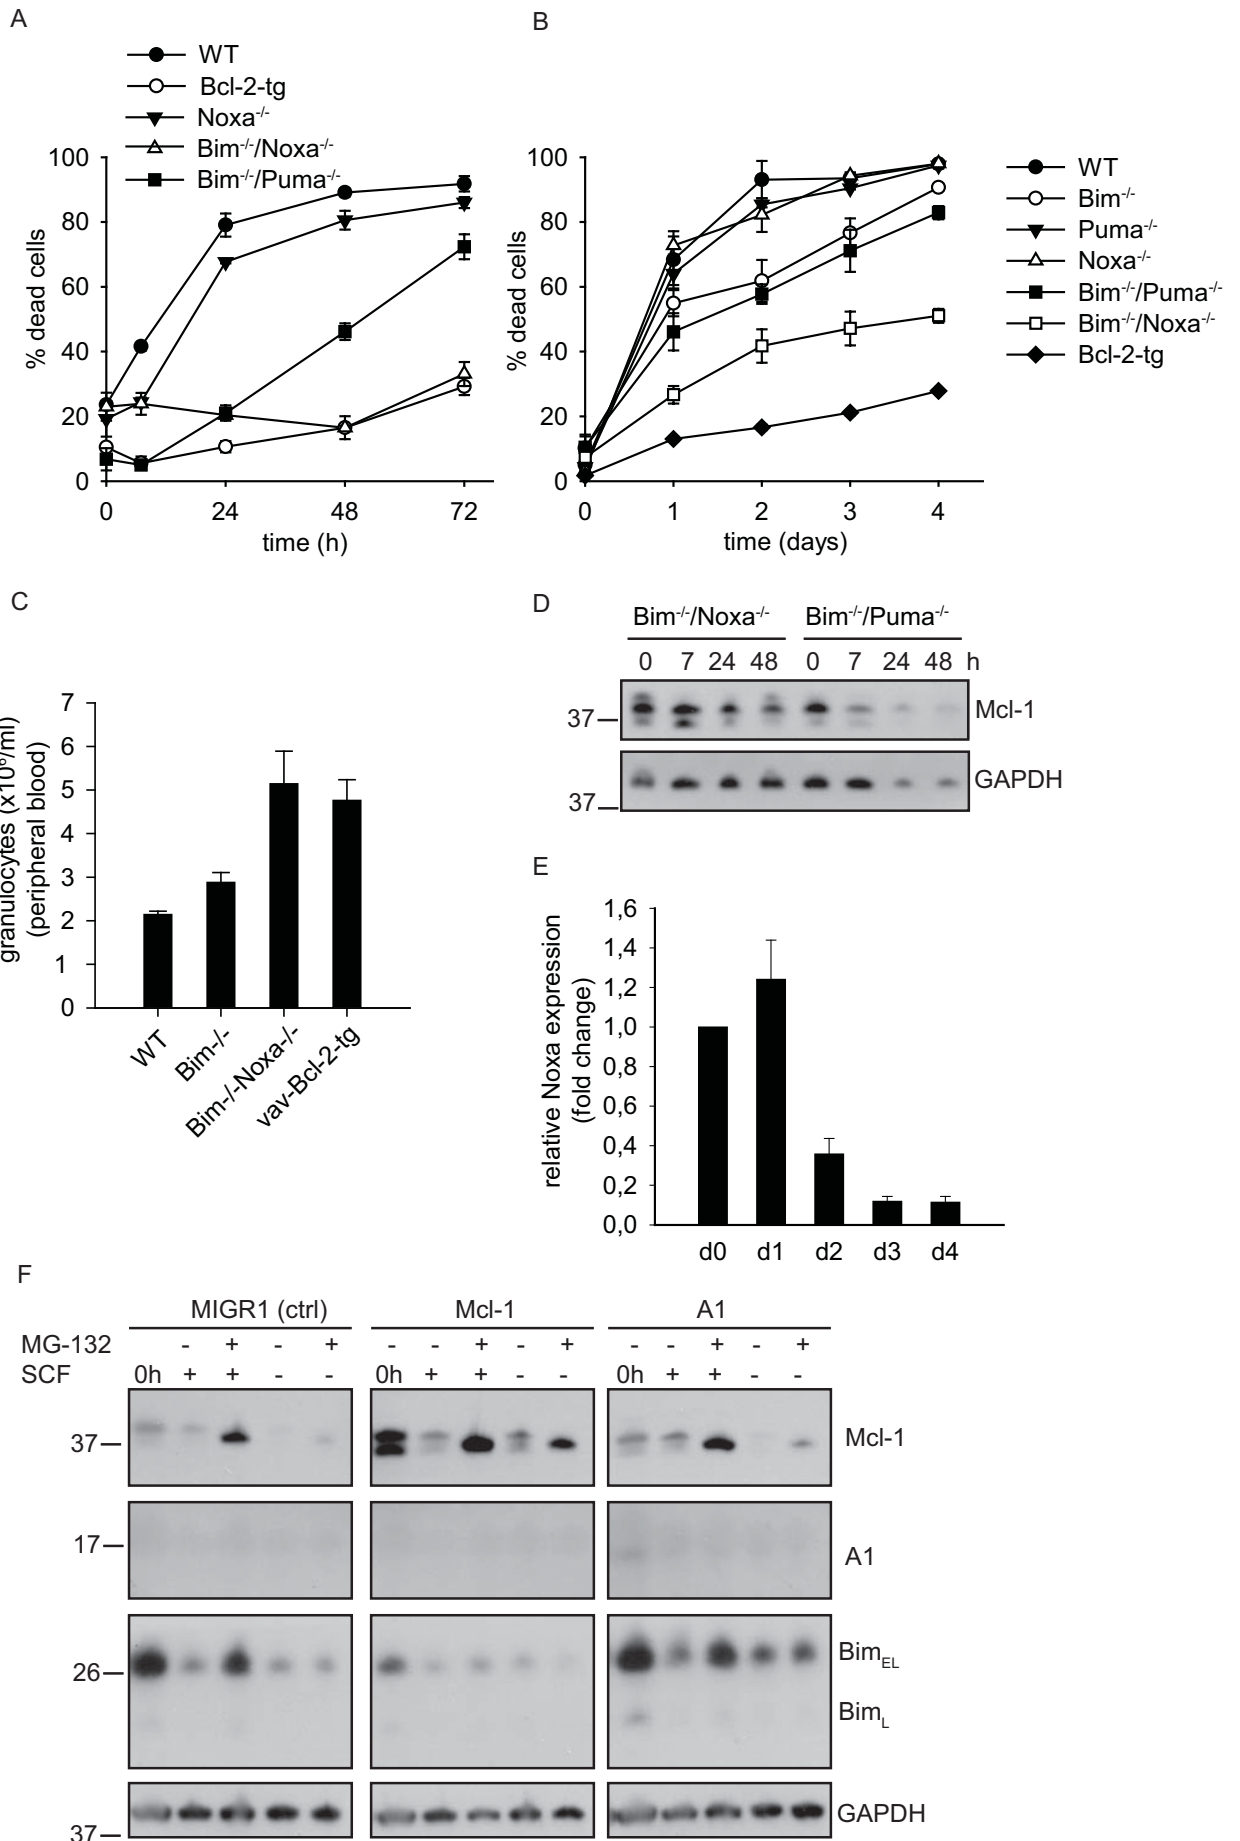 A
WT
Bcl-2-tg
Noxa-/-
Bim-/-/Noxa-/-
Bim-/-/Puma-/-
100
80
60
40
20
0
% dead cells
0 24 48 72
time (h)
B
100
80
60
40
20
0
% dead cells
0 1 2 3 4
time (days)
WT
Bim-/-
Puma-/-
Noxa-/-
Bim-/-/Puma-/-
Bim-/-/Noxa-/-
Bcl-2-tg
C
7
6
5
4
3
2
1
0
granulocytes (x10⁶/ml)
(peripheral blood)
WT
Bim-/-
Bim-/-Noxa-/-
vav-Bcl-2-tg
D
Bim-/-/Noxa-/- Bim-/-/Puma-/-
0 7 24 48 0 7 24 48 h
37 Mcl-1
GAPDH
37
E
1,6
1,4
1,2
1,0
0,8
0,6
0,4
0,2
0,0
relative Noxa expression
(fold change)
d0 d1 d2 d3 d4
F
MIGR1 (ctrl) Mcl-1 A1
MG-132 - + - + - - + - + - - + - +
SCF 0h + + - - 0h + + - - 0h + + - -
37 Mcl-1
17 A1
26 BimEL
BimL
GAPDH
37